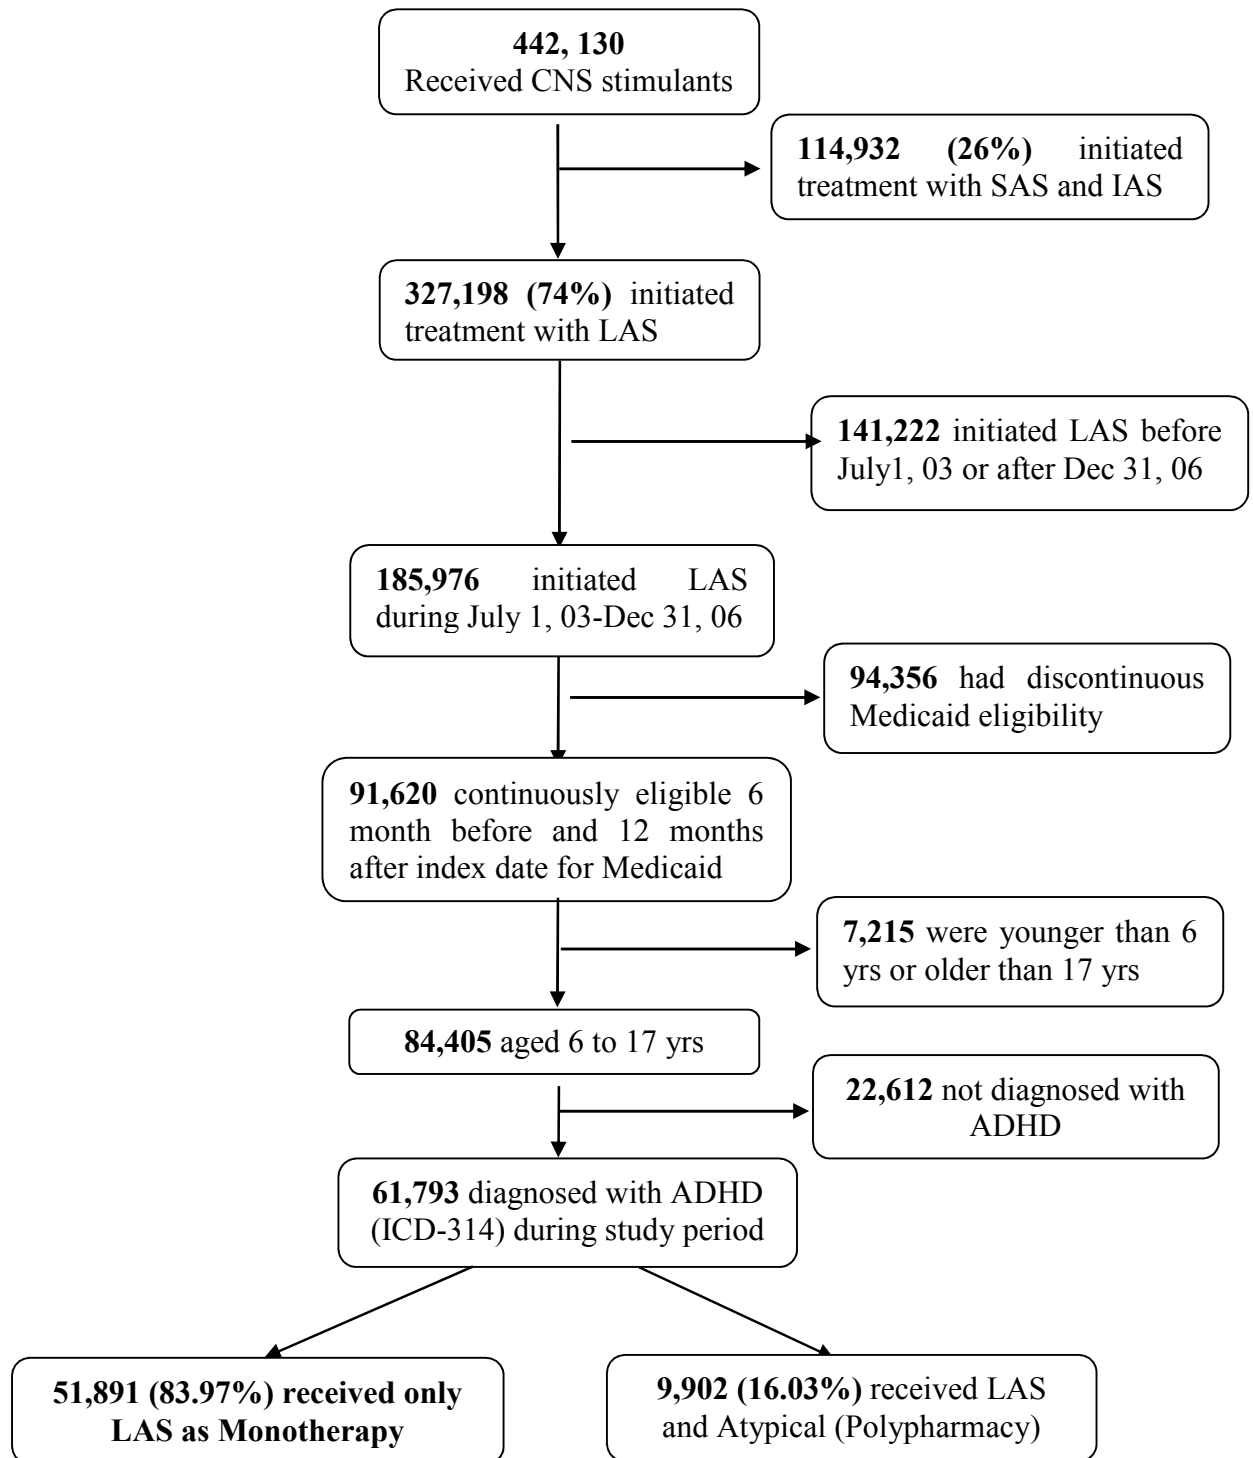 442, 130
Received CNS stimulants
114,932 (26%) initiated
treatment with SAS and IAS
327,198 (74%) initiated
treatment with LAS
141,222 initiated LAS before
July1, 03 or after Dec 31, 06
185,976 initiated LAS
during July 1, 03-Dec 31, 06
94,356 had discontinuous
Medicaid eligibility
91,620 continuously eligible 6
month before and 12 months
after index date for Medicaid
7,215 were younger than 6
yrs or older than 17 yrs
84,405 aged 6 to 17 yrs
22,612 not diagnosed with
ADHD
61,793 diagnosed with ADHD
(ICD-314) during study period
51,891 (83.97%) received only
LAS as Monotherapy
9,902 (16.03%) received LAS
and Atypical (Polypharmacy)